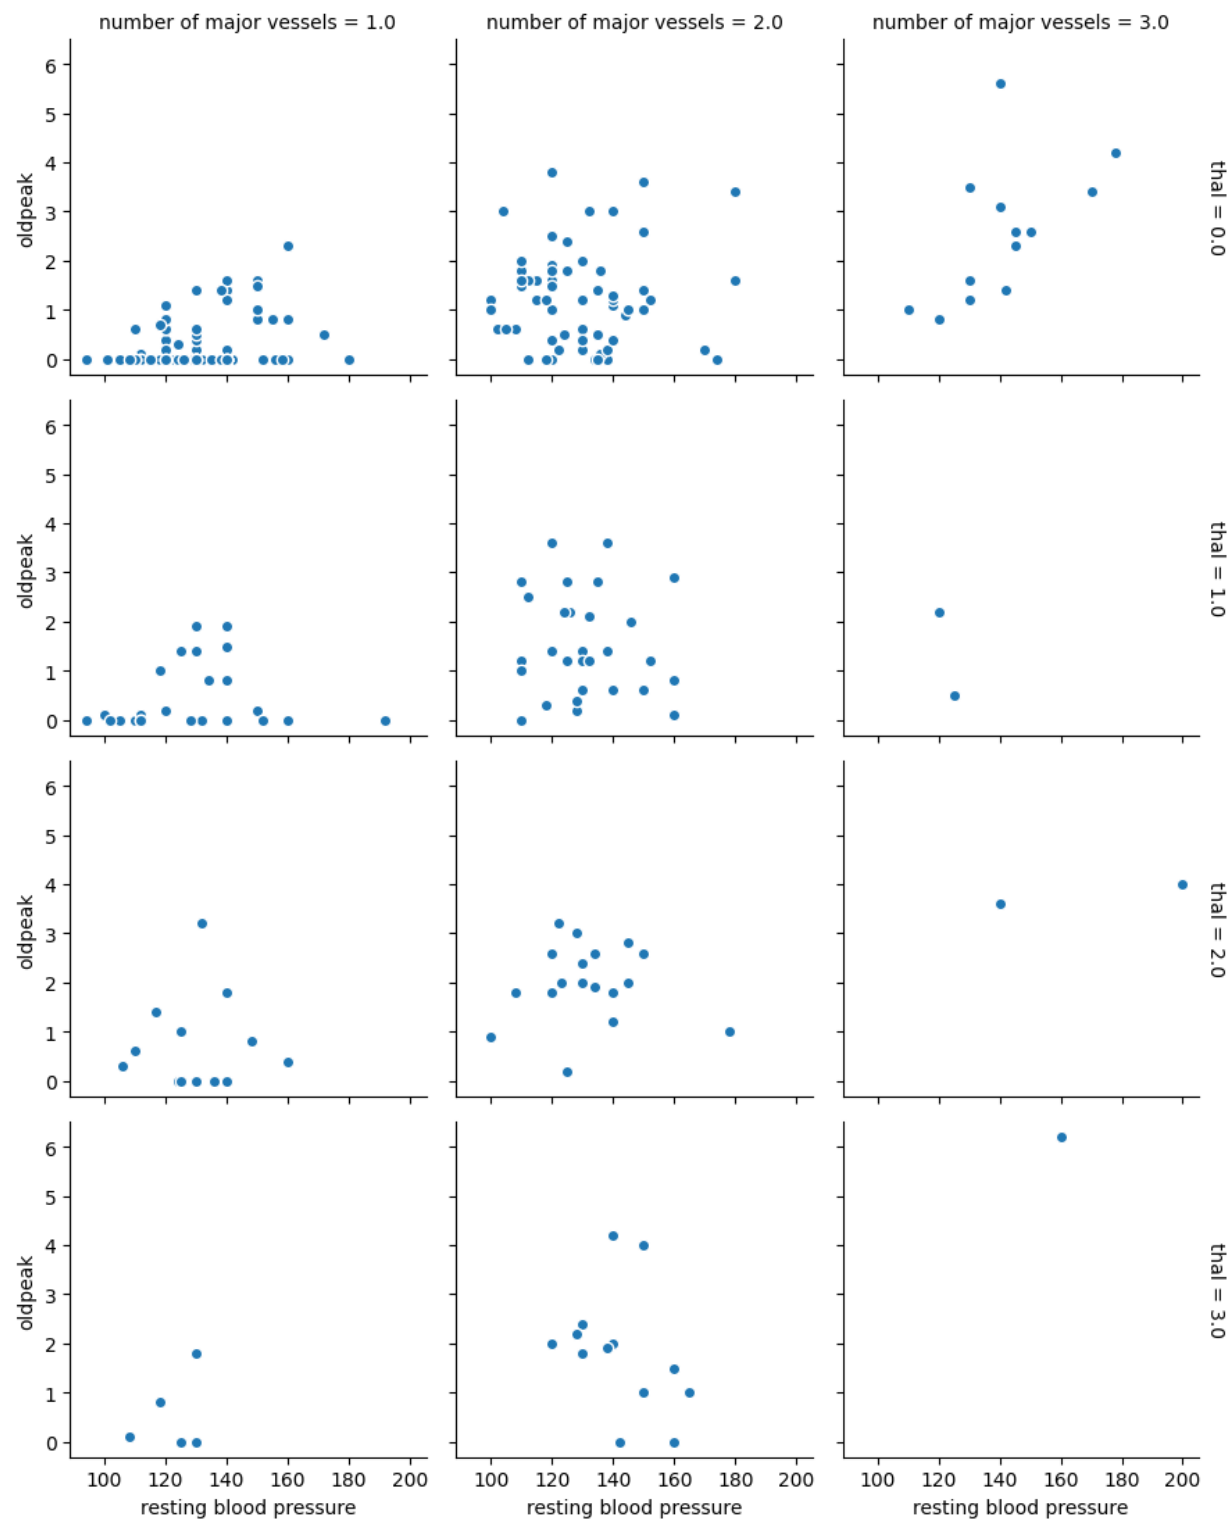 number of major vessels = 1.0
number of major vessels = 2.0
number of major vessels = 3.0
6
5
4
3
2
1
0
oldpeak
thal = 0.0
6
5
4
3
2
1
0
oldpeak
thal = 1.0
6
5
4
3
2
1
0
oldpeak
thal = 2.0
6
5
4
3
2
1
0
oldpeak
thal = 3.0
100 120 140 160 180 200
resting blood pressure
100 120 140 160 180 200
resting blood pressure
100 120 140 160 180 200
resting blood pressure